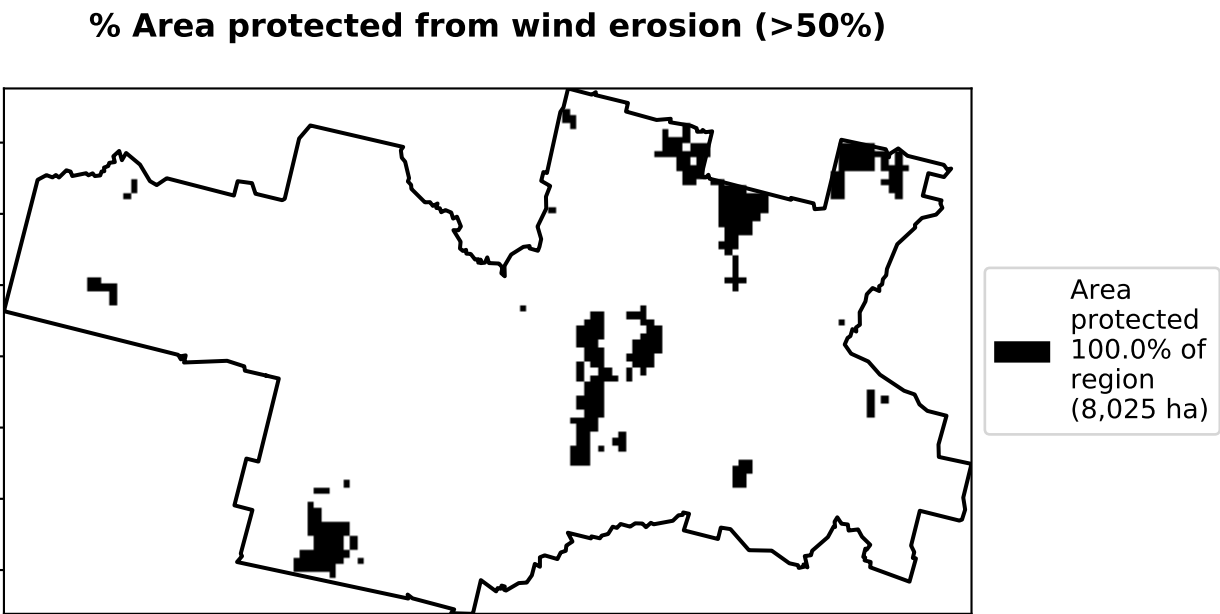 % Area protected from wind erosion (>50%)
Area
protected
100.0% of
region
(8,025 ha)